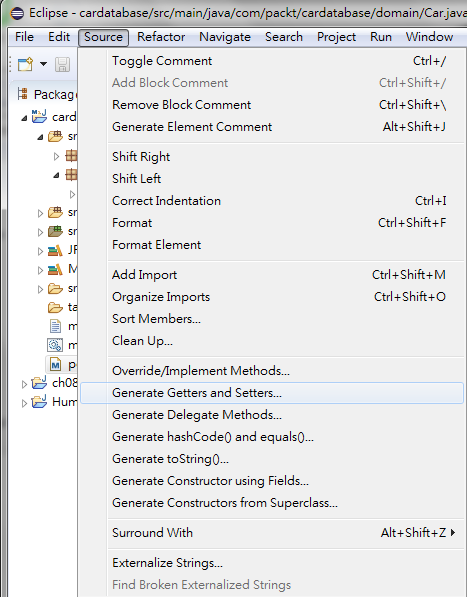 Eclipse - cardatabase/src/main/java/com/packt/cardatabase/domain/Car.java
File Edit Source Refactor Navigate Search Project Run Window
Packag
card
sr
sr
sr
JR
M
sr
ta
m
m
po
ch08
Hum
Toggle Comment Ctrl+/
Add Block Comment Ctrl+Shift+/
Remove Block Comment Ctrl+Shift+\
Generate Element Comment Alt+Shift+J
Shift Right
Shift Left
Correct Indentation Ctrl+I
Format Ctrl+Shift+F
Format Element
Add Import Ctrl+Shift+M
Organize Imports Ctrl+Shift+O
Sort Members...
Clean Up...
Override/Implement Methods...
Generate Getters and Setters...
Generate Delegate Methods...
Generate hashCode() and equals()...
Generate toString()...
Generate Constructor using Fields...
Generate Constructors from Superclass...
Surround With Alt+Shift+Z
Externalize Strings...
Find Broken Externalized Strings